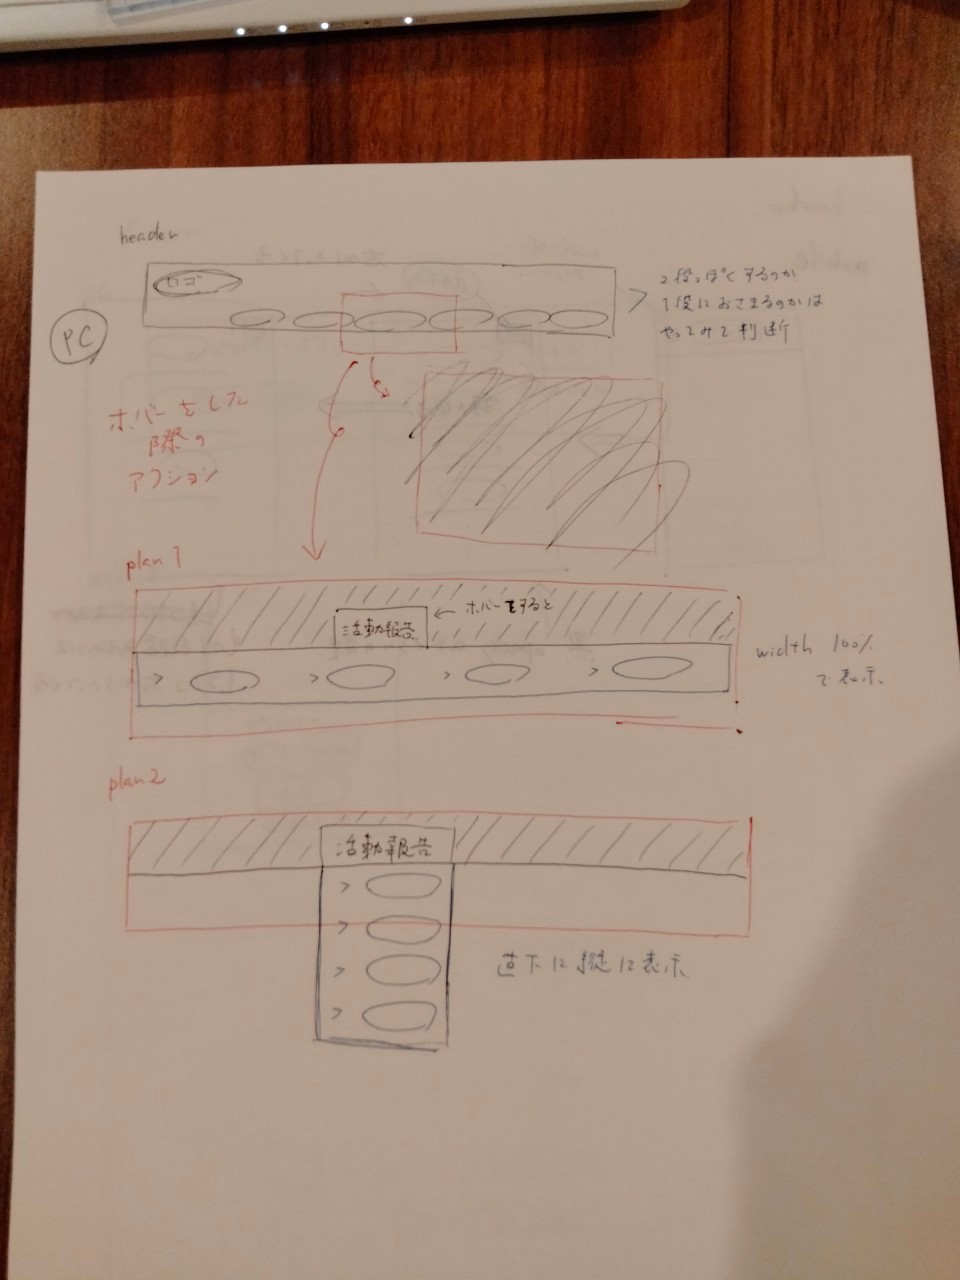 header
ロゴ
PC
2段っぽくするのか
1段におさまるのかは
やってみて判断
ホバーをした
際の
アクション
plan 1
← ホバーをすると
活動報告
> > > >
width 100%
で表示
plan 2
活動報告
>
>
>
>
直下に縦に表示